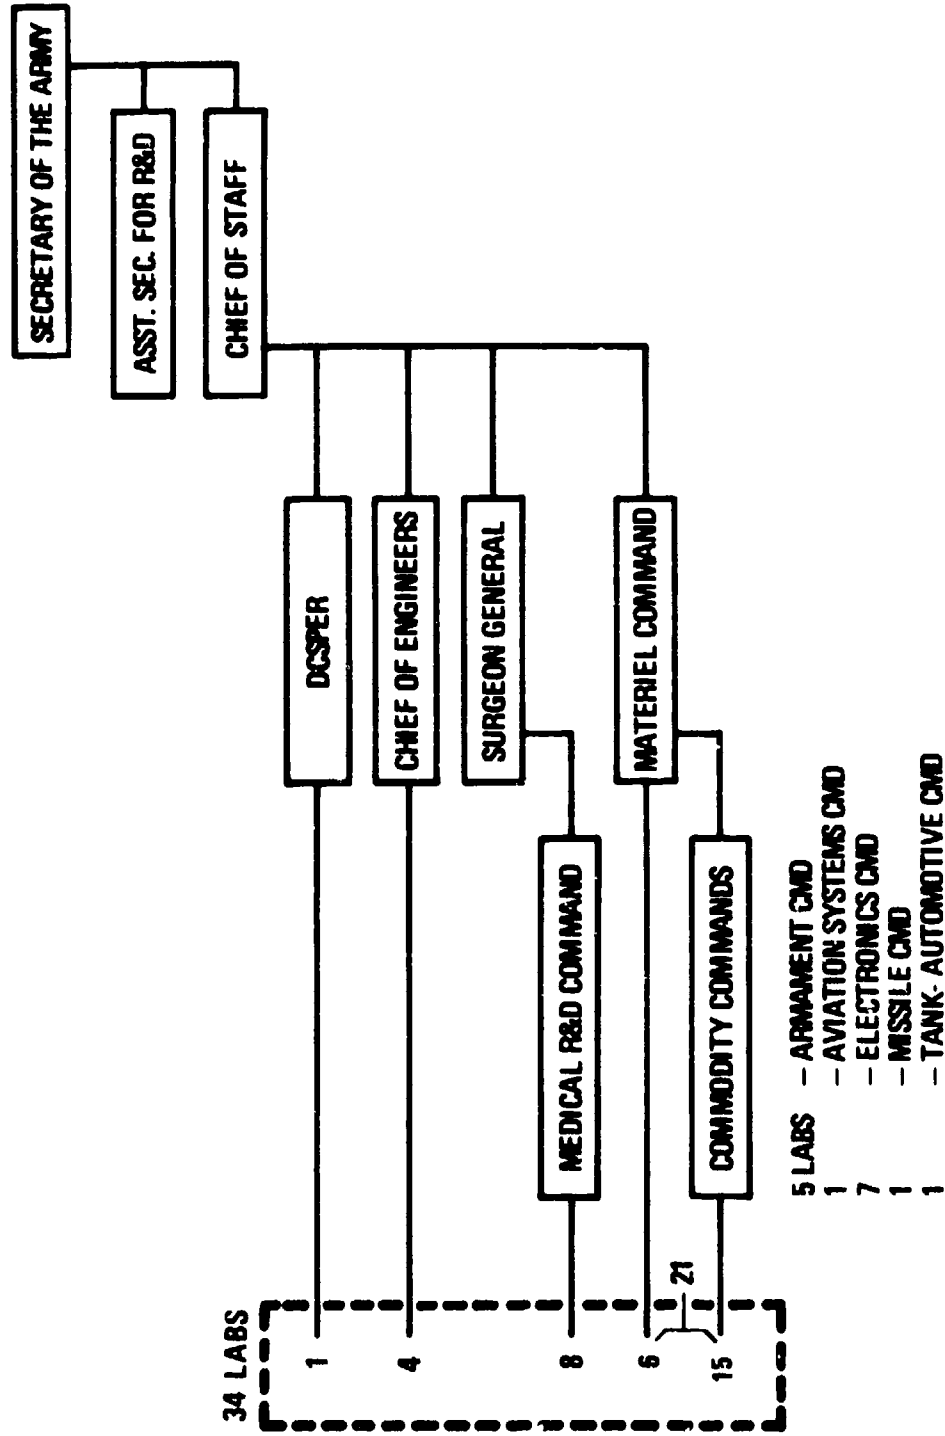 SECRETARY OF THE ARMY
ASST. SEC. FOR R&D
CHIEF OF STAFF
DCSPER
CHIEF OF ENGINEERS
SURGEON GENERAL
MATERIEL COMMAND
MEDICAL R&D COMMAND
COMMODITY COMMANDS
34 LABS
1
4
8
6
21
15
5 LABS – ARMAMENT CMD
1 – AVIATION SYSTEMS CMD
7 – ELECTRONICS CMD
1 – MISSILE CMD
1 – TANK- AUTOMOTIVE CMD